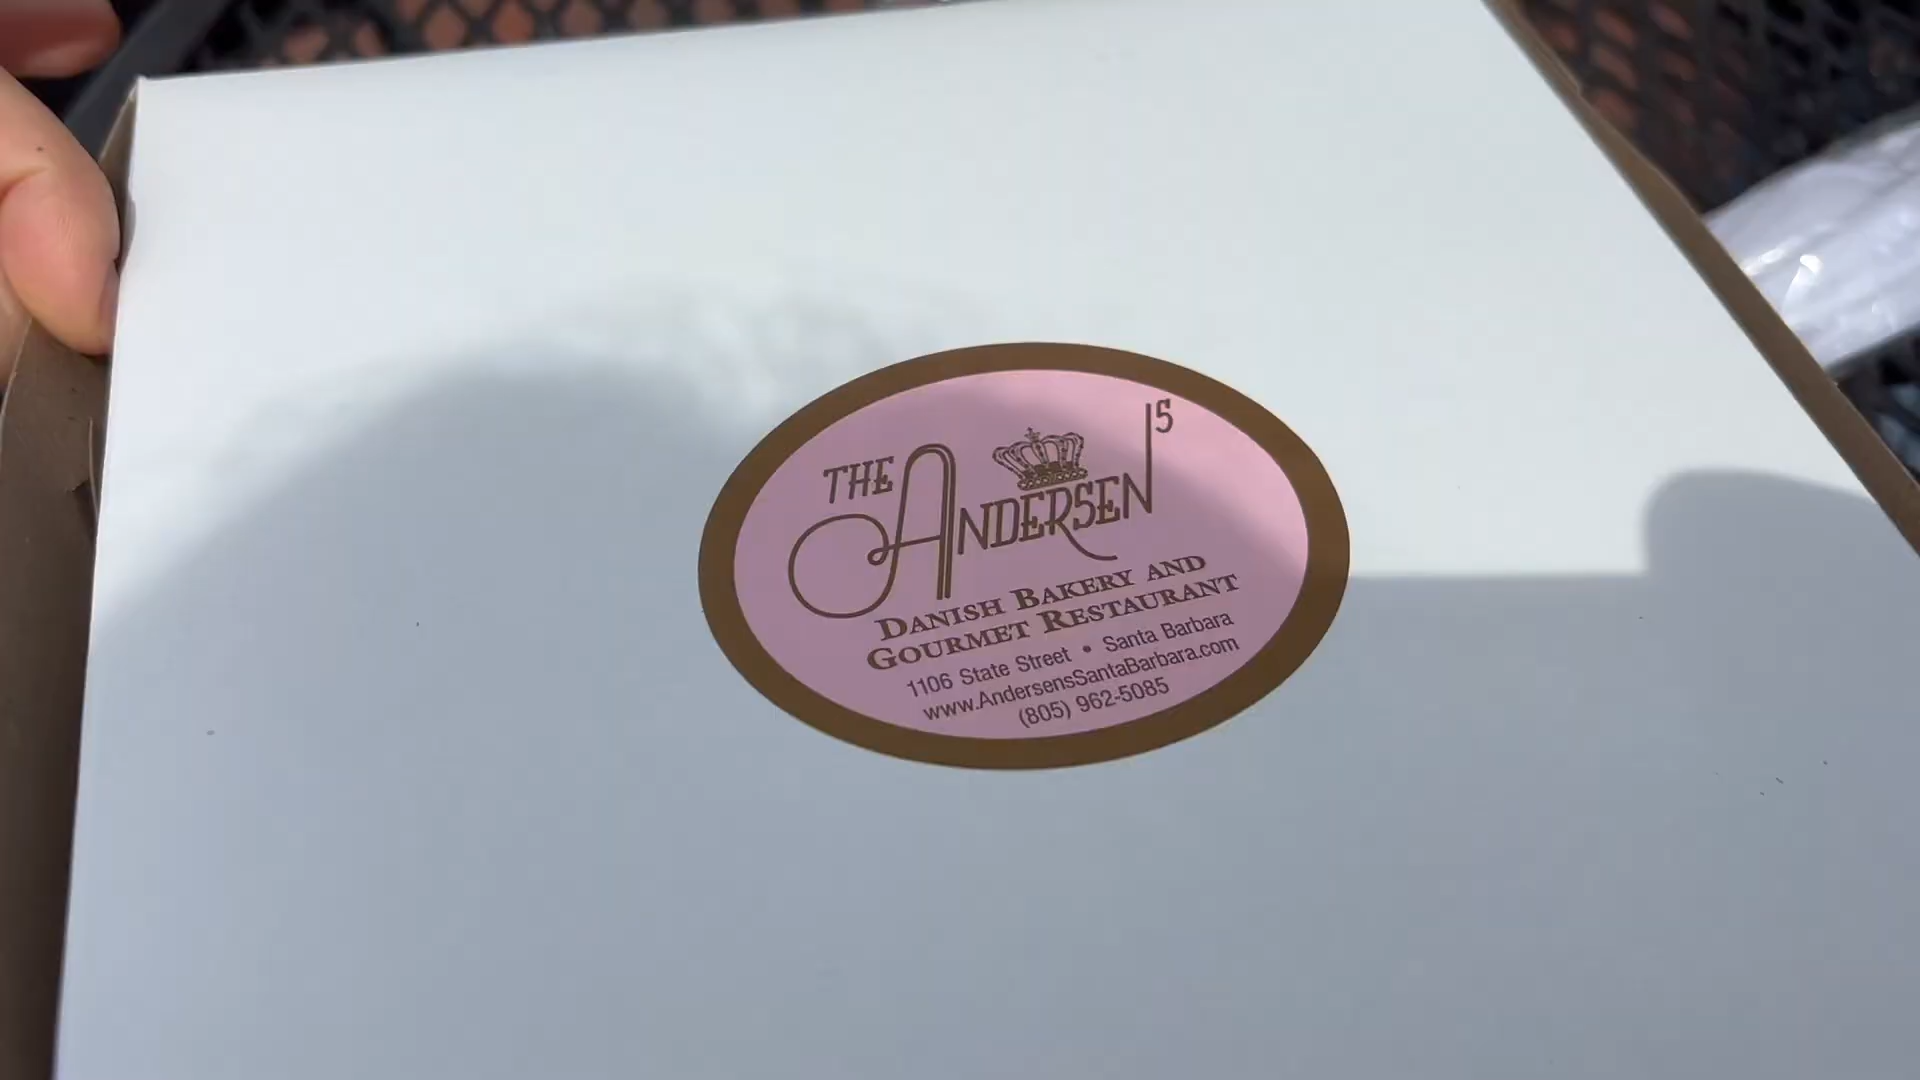 THE ANDERSEN'S
DANISH BAKERY AND
GOURMET RESTAURANT
1106 State Street • Santa Barbara
www.AndersensSantaBarbara.com
(805) 962-5085